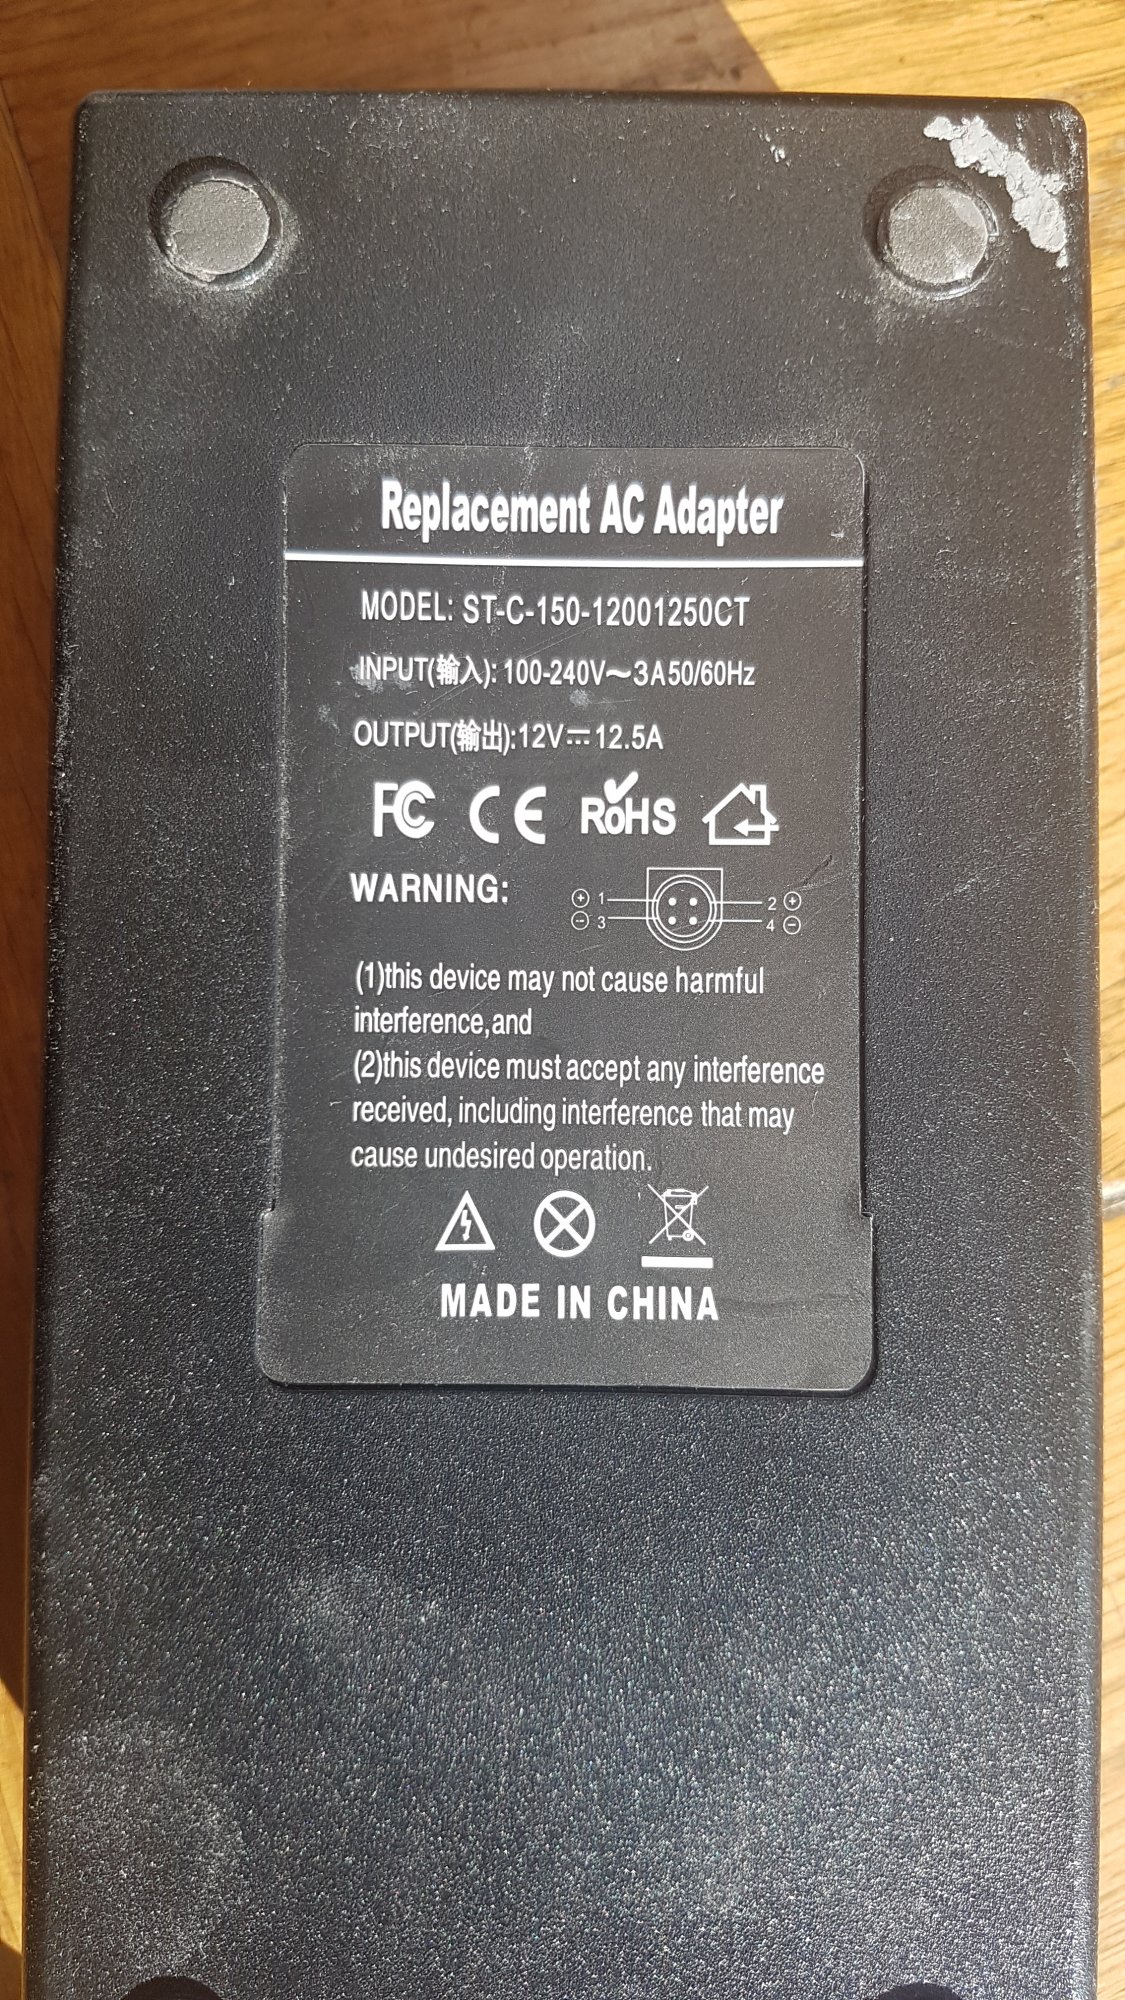 Replacement AC Adapter
MODEL: ST-C-150-12001250CT
INPUT(输入): 100-240V～3A 50/60Hz
OUTPUT(输出):12V⎓12.5A
FC CE RoHS
WARNING:
+ 1 2 +
- 3 4 -
(1)this device may not cause harmful
interference,and
(2)this device must accept any interference
received, including interference that may
cause undesired operation.
MADE IN CHINA